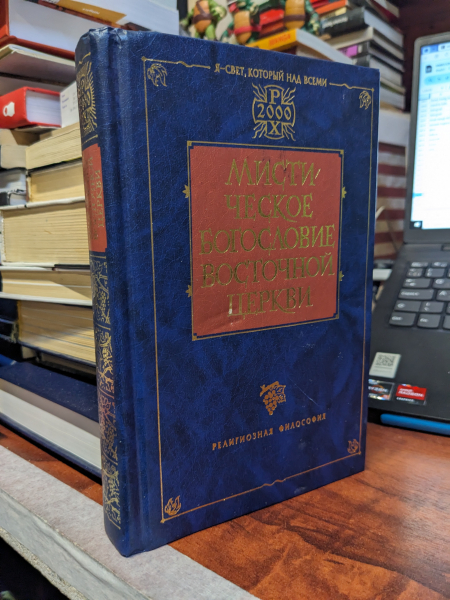 Я–СВЕТ, КОТОРЫЙ НАД ВСЕМИ
Р
2000
Х
МИСТИ-
ЧЕСКОЕ
БОГОСЛОВИЕ
ВОСТОЧНОЙ
ЦЕРКВИ
РЕЛИГИОЗНАЯ ФИЛОСОФИЯ